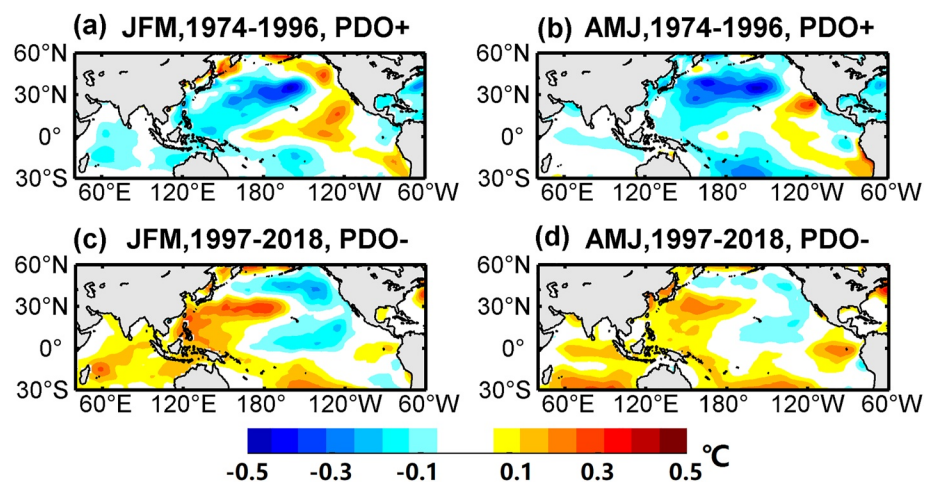 (a) JFM,1974-1996, PDO+
(b) AMJ,1974-1996, PDO+
60°N
30°N
0°
30°S
60°E 120°E 180° 120°W 60°W
60°N
30°N
0°
30°S
60°E 120°E 180° 120°W 60°W
(c) JFM,1997-2018, PDO-
(d) AMJ,1997-2018, PDO-
60°N
30°N
0°
30°S
60°E 120°E 180° 120°W 60°W
60°N
30°N
0°
30°S
60°E 120°E 180° 120°W 60°W
-0.5 -0.3 -0.1 0.1 0.3 0.5 ℃